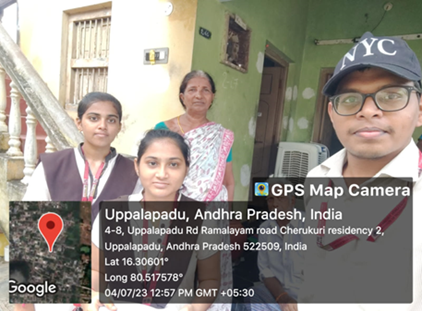 NYC
GPS Map Camera
Uppalapadu, Andhra Pradesh, India
4-8, Uppalapadu Rd Ramalayam road Cherukuri residency 2,
Uppalapadu, Andhra Pradesh 522509, India
Lat 16.30601°
Long 80.517578°
04/07/23 12:57 PM GMT +05:30
Google